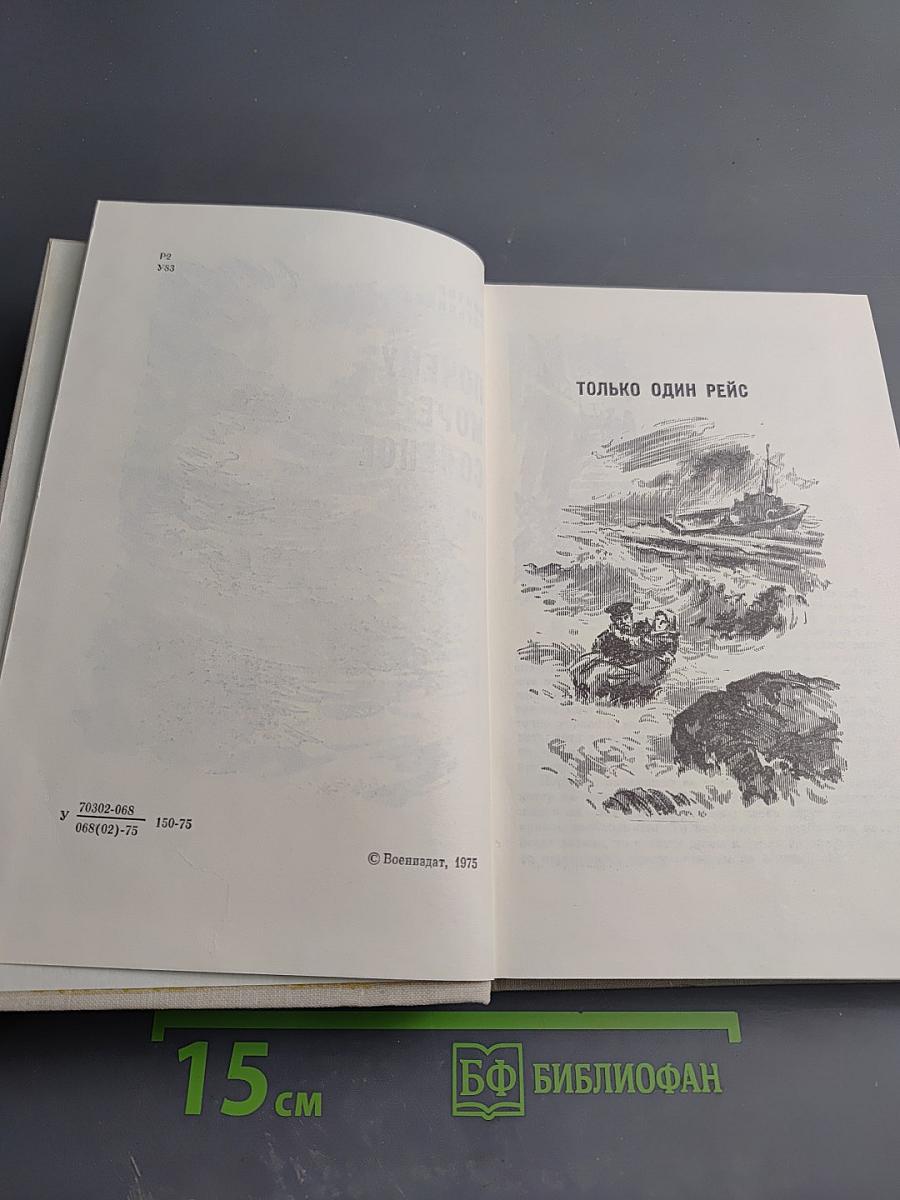 Р2
У83
У 70302-068
068(02)-75 150-75
© Воениздат, 1975
ТОЛЬКО ОДИН РЕЙС
15 см
БФ БИБЛИОФАН